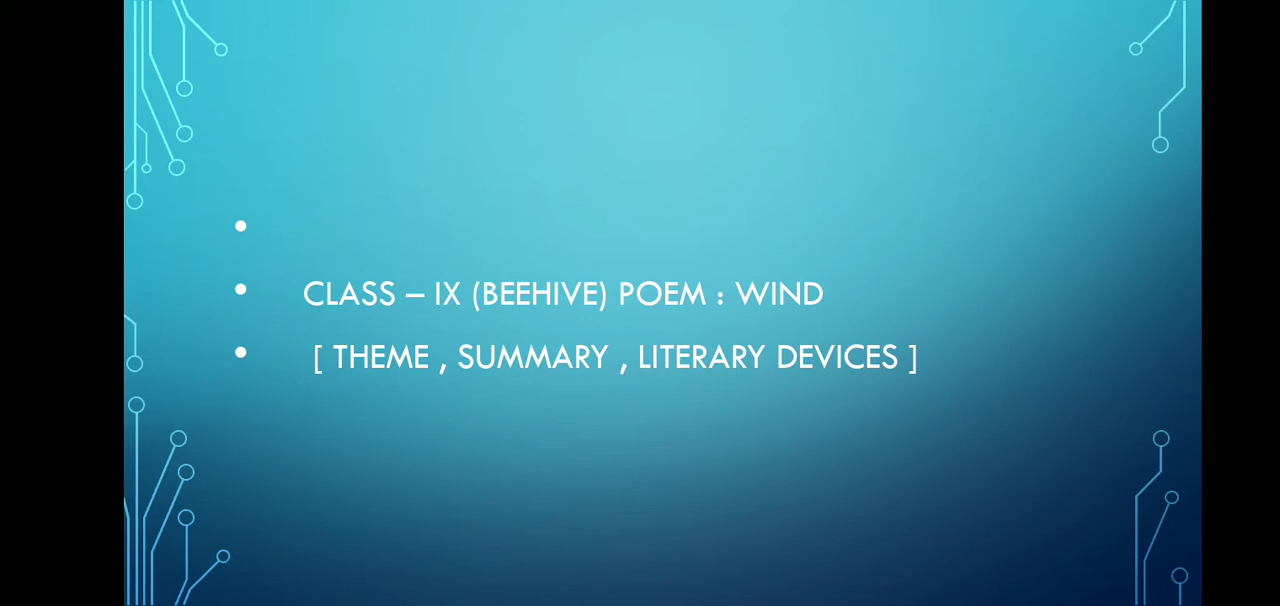 CLASS – IX (BEEHIVE) POEM : WIND
[ THEME , SUMMARY , LITERARY DEVICES ]